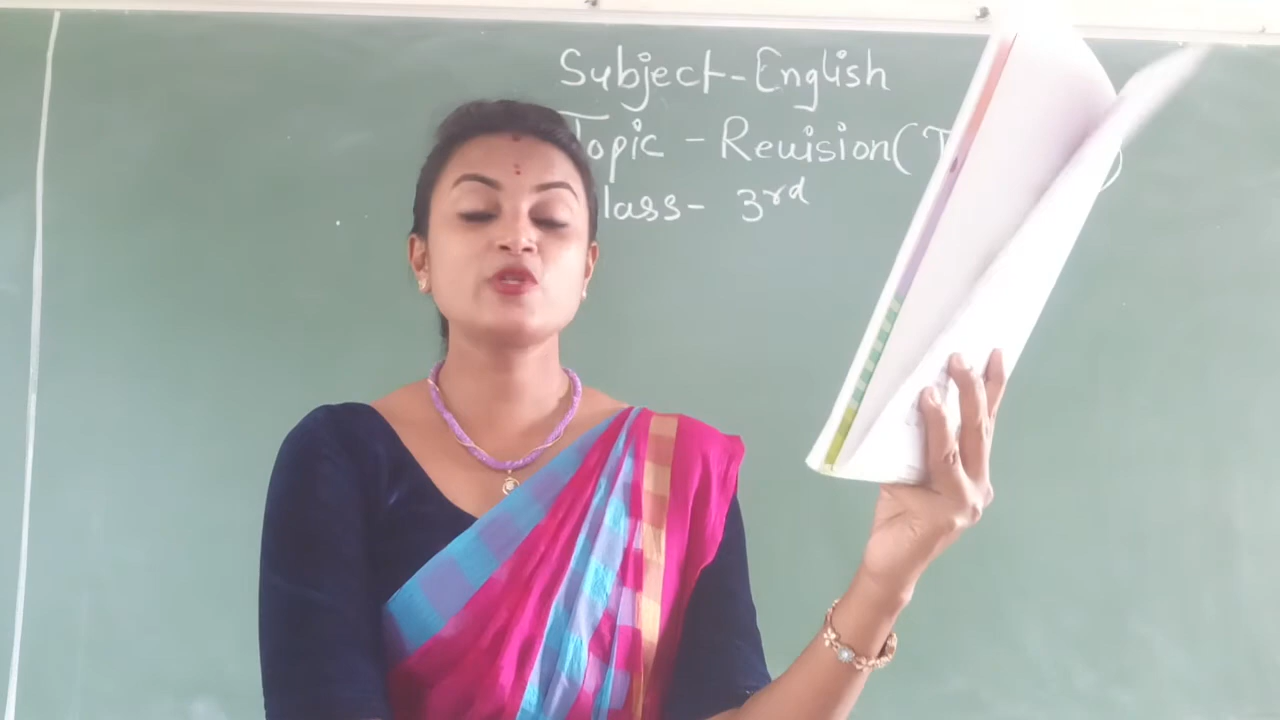 Subject - English
Topic - Revision (
Class - 3rd